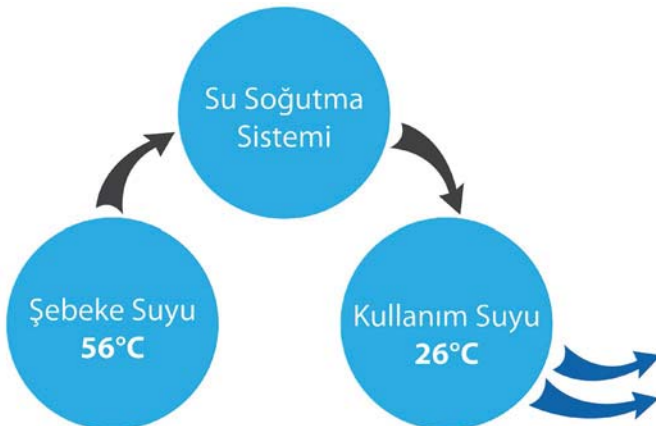 Su Soğutma
Sistemi
Şebeke Suyu
56°C
Kullanım Suyu
26°C